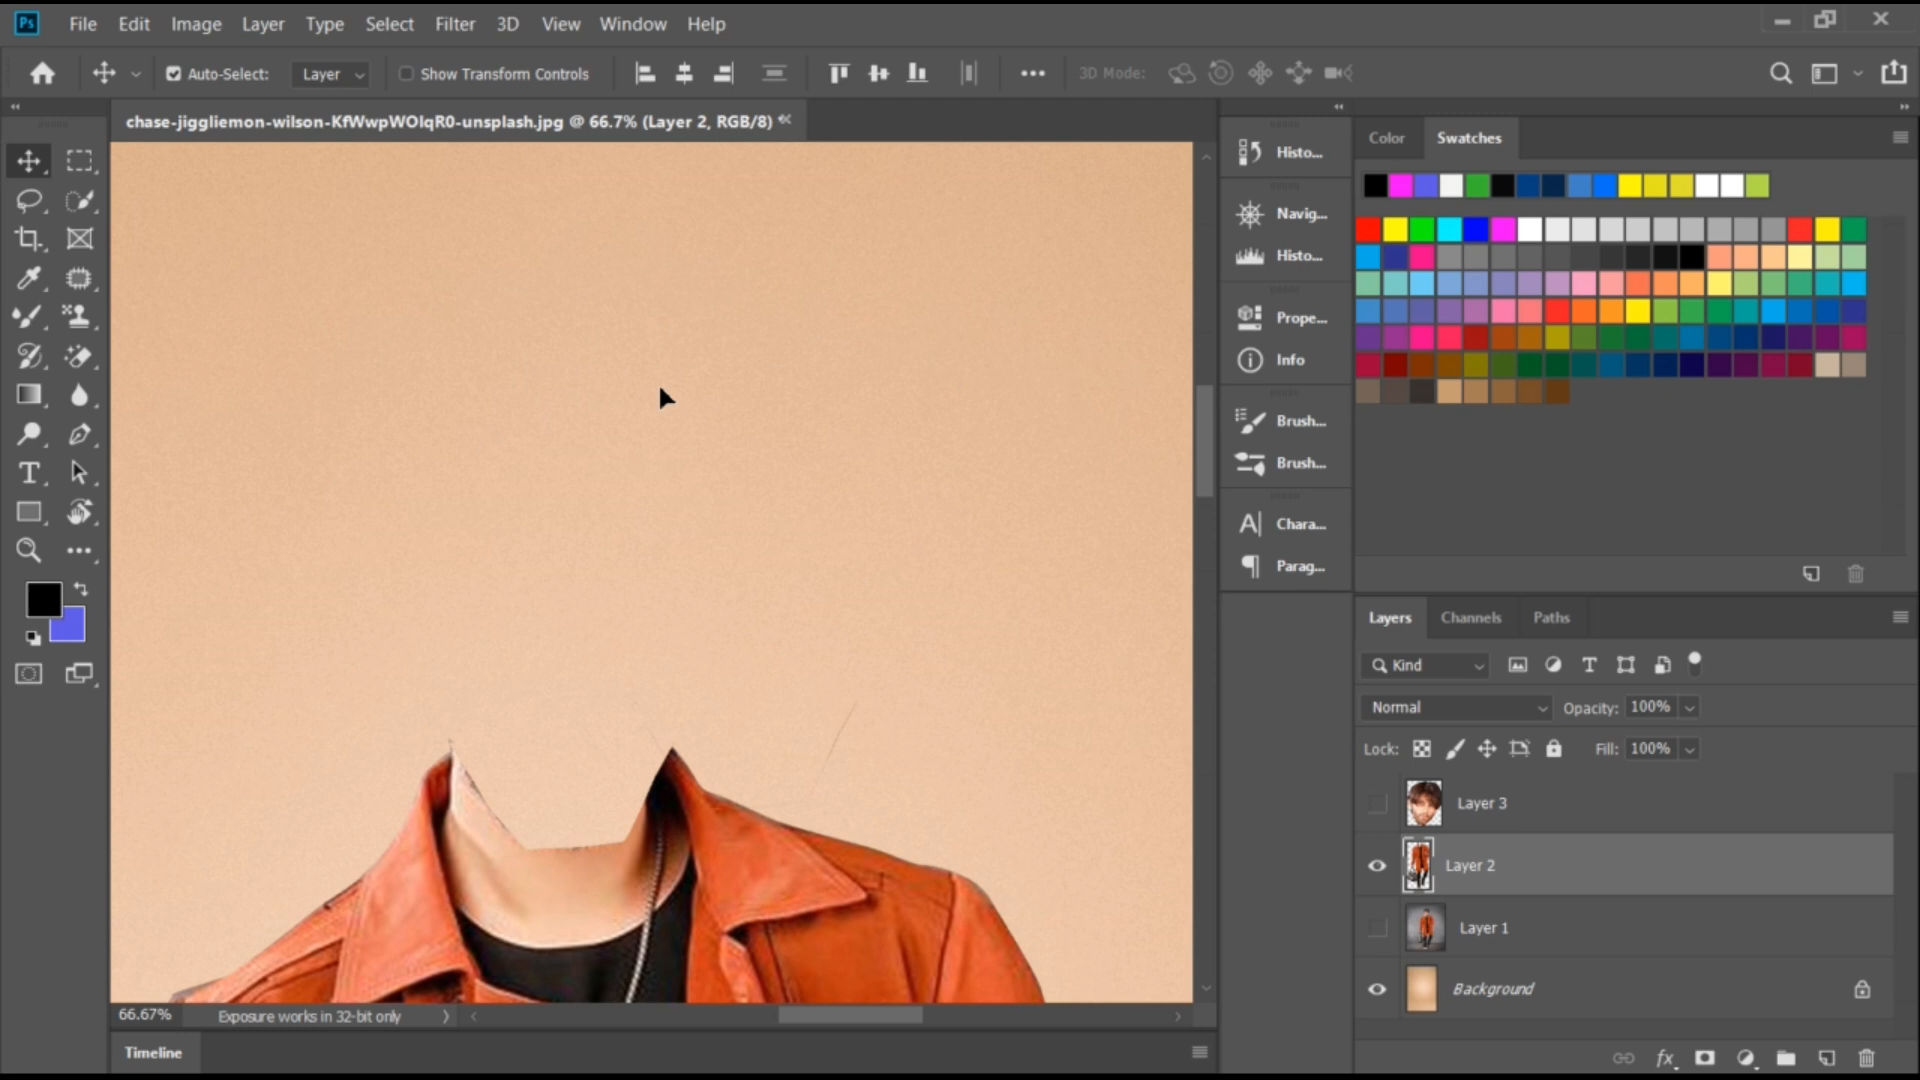 Ps File Edit Image Layer Type Select Filter 3D View Window Help
Auto-Select: Layer Show Transform Controls 3D Mode:
chase-jiggliemon-wilson-KfWwpWOlqR0-unsplash.jpg @ 66.7% (Layer 2, RGB/8) *
Histo...
Navig...
Histo...
Prope...
Info
Brush...
Brush...
Chara...
Parag...
Color Swatches
Layers Channels Paths
Kind
Normal Opacity: 100%
Lock: Fill: 100%
Layer 3
Layer 2
Layer 1
Background
fx
66.67% Exposure works in 32-bit only
Timeline